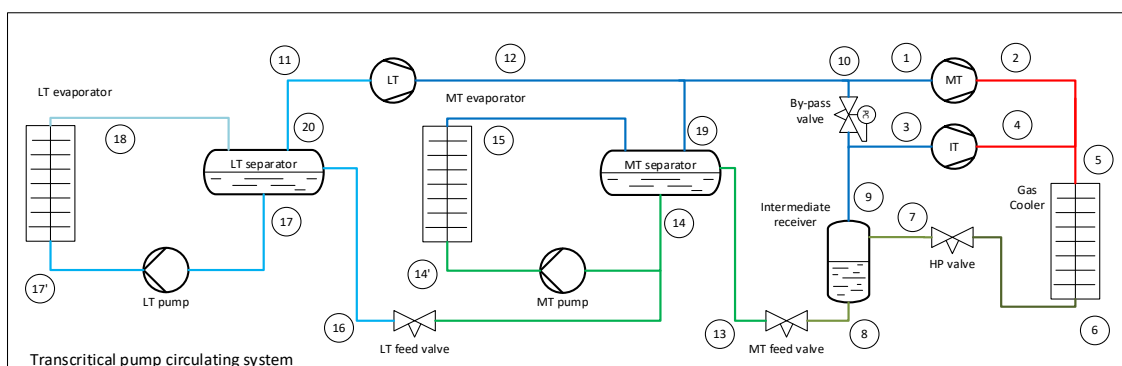 11
12
10
1
2
LT
MT
LT evaporator
MT evaporator
By-pass
valve
PC
18
20
15
19
3
4
IT
LT separator
MT separator
5
Gas
Cooler
17
14
Intermediate
receiver
9
7
HP valve
17'
LT pump
14'
MT pump
16
LT feed valve
13
MT feed valve
8
6
Transcritical pump circulating system